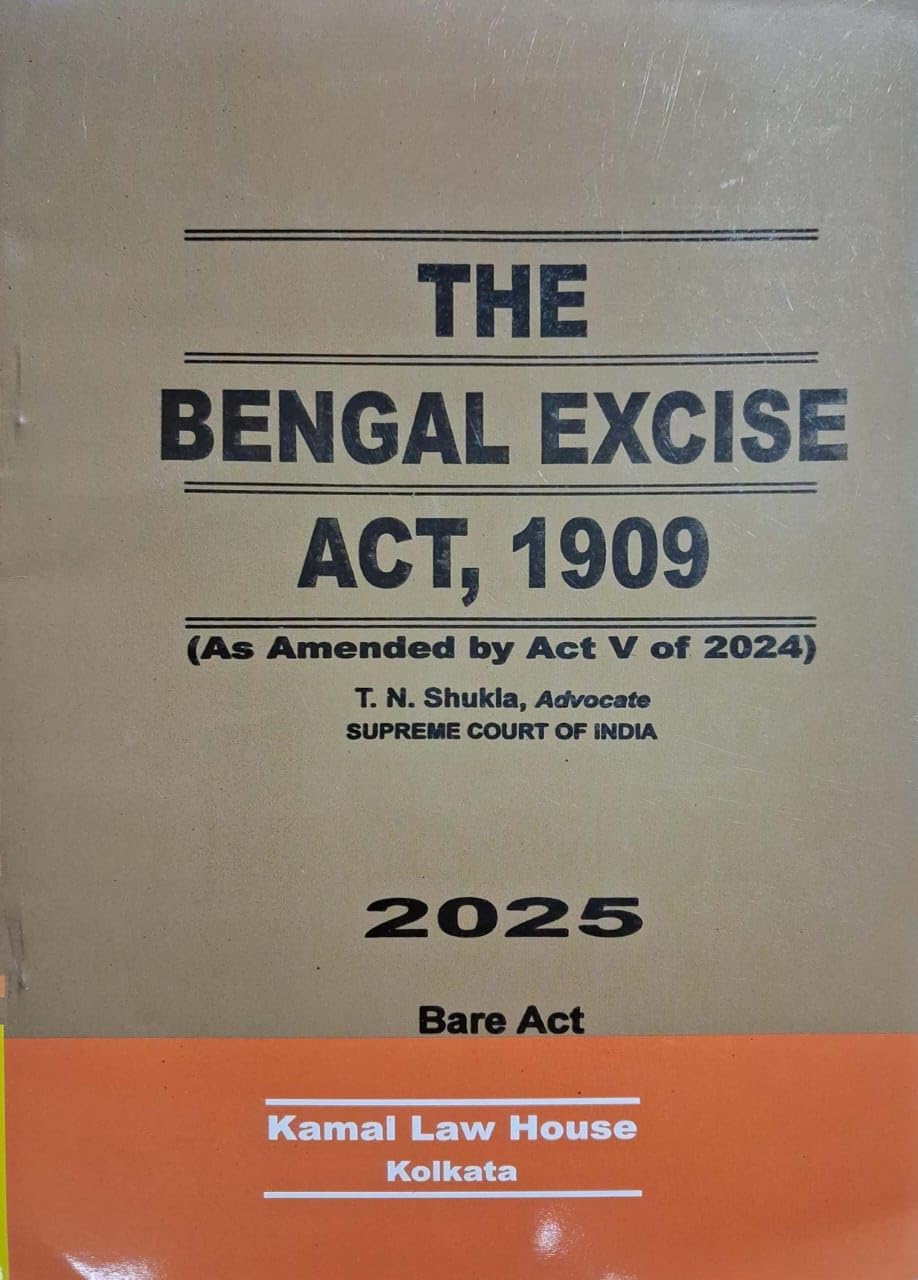 THE
BENGAL EXCISE
ACT, 1909
(As Amended by Act V of 2024)
T. N. Shukla, Advocate
SUPREME COURT OF INDIA
2025
Bare Act
Kamal Law House
Kolkata